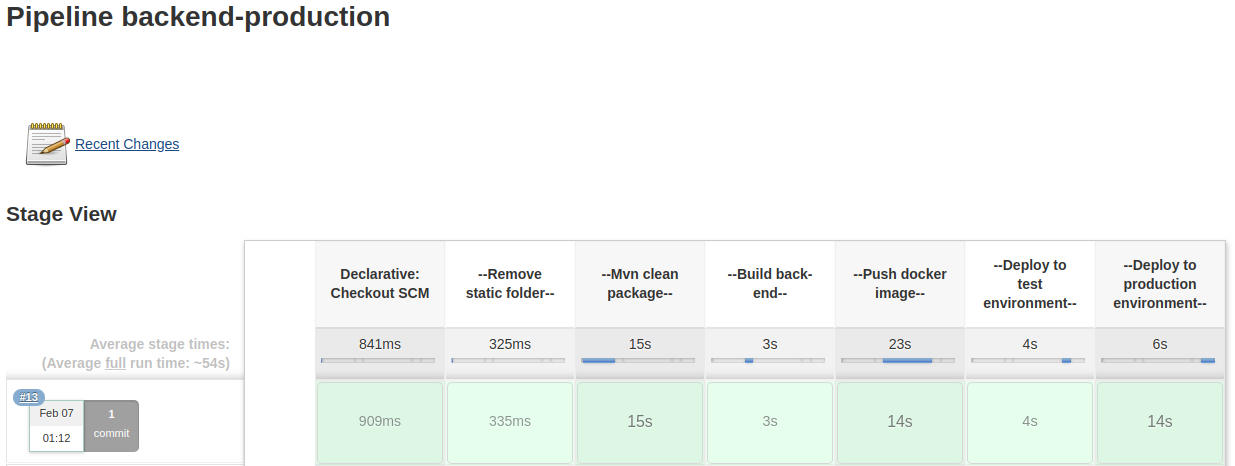 Pipeline backend-production
Recent Changes
Stage View
Declarative:
Checkout SCM
--Remove
static folder--
--Mvn clean
package--
--Build back-
end--
--Push docker
image--
--Deploy to
test
environment--
--Deploy to
production
environment--
Average stage times:
(Average full run time: ~54s)
841ms
325ms
15s
3s
23s
4s
6s
#13
Feb 07
01:12
1
commit
909ms
335ms
15s
3s
14s
4s
14s